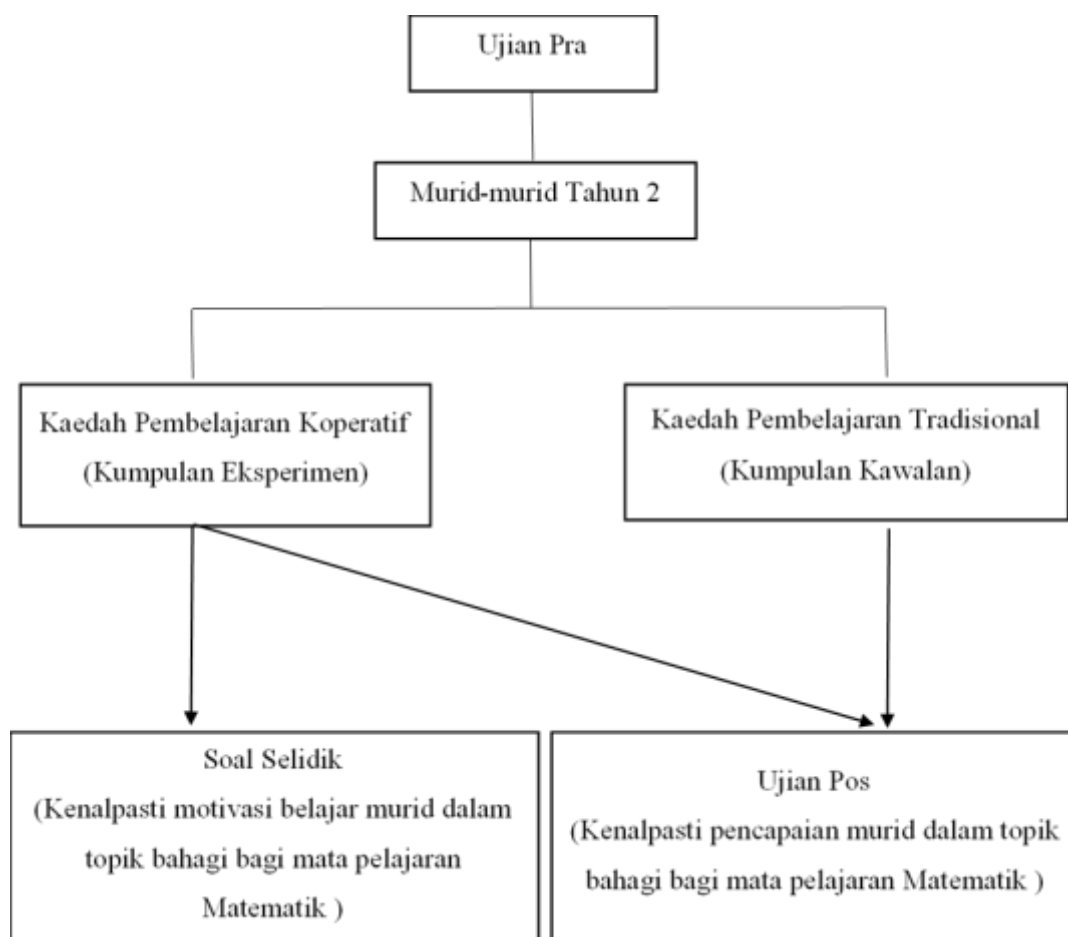 Ujian Pra
Murid-murid Tahun 2
Kaedah Pembelajaran Koperatif
(Kumpulan Eksperimen)
Kaedah Pembelajaran Tradisional
(Kumpulan Kawalan)
Soal Selidik
(Kenalpasti motivasi belajar murid dalam
topik bahagi bagi mata pelajaran
Matematik )
Ujian Pos
(Kenalpasti pencapaian murid dalam topik
bahagi bagi mata pelajaran Matematik )